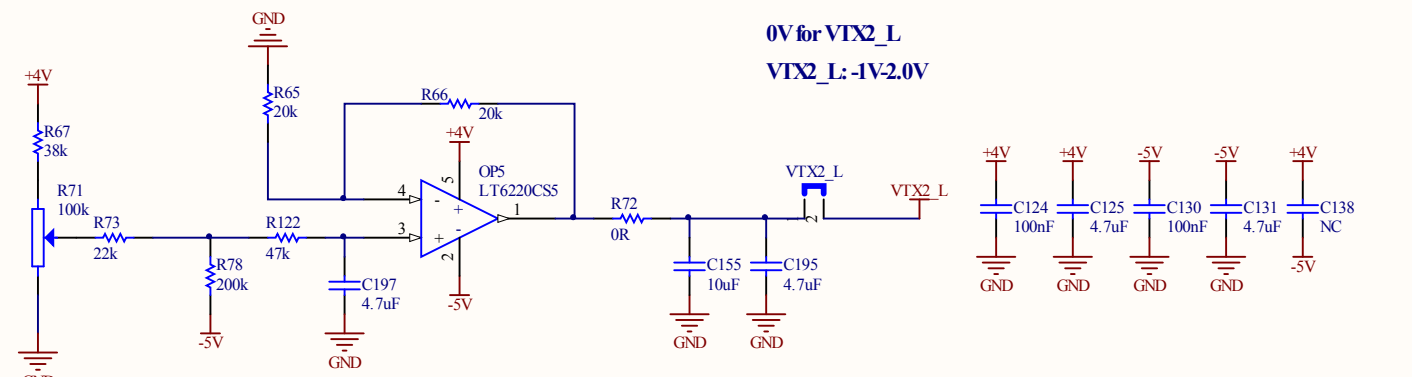 GND
0V for VTX2_L
VTX2_L: -1V-2.0V
+4V
R67
38k
R71
100k
R73
22k
R78
200k
-5V
R122
47k
C197
4.7uF
GND
GND
R65
20k
R66
20k
+4V
OP5
LT6220CS5
4
3
5
2
1
-
+
+
-
-5V
R72
0R
C155
10uF
GND
C195
4.7uF
GND
VTX2_L
2
VTX2_L
+4V
C124
100nF
GND
+4V
C125
4.7uF
GND
-5V
C130
100nF
GND
-5V
C131
4.7uF
GND
+4V
C138
NC
-5V